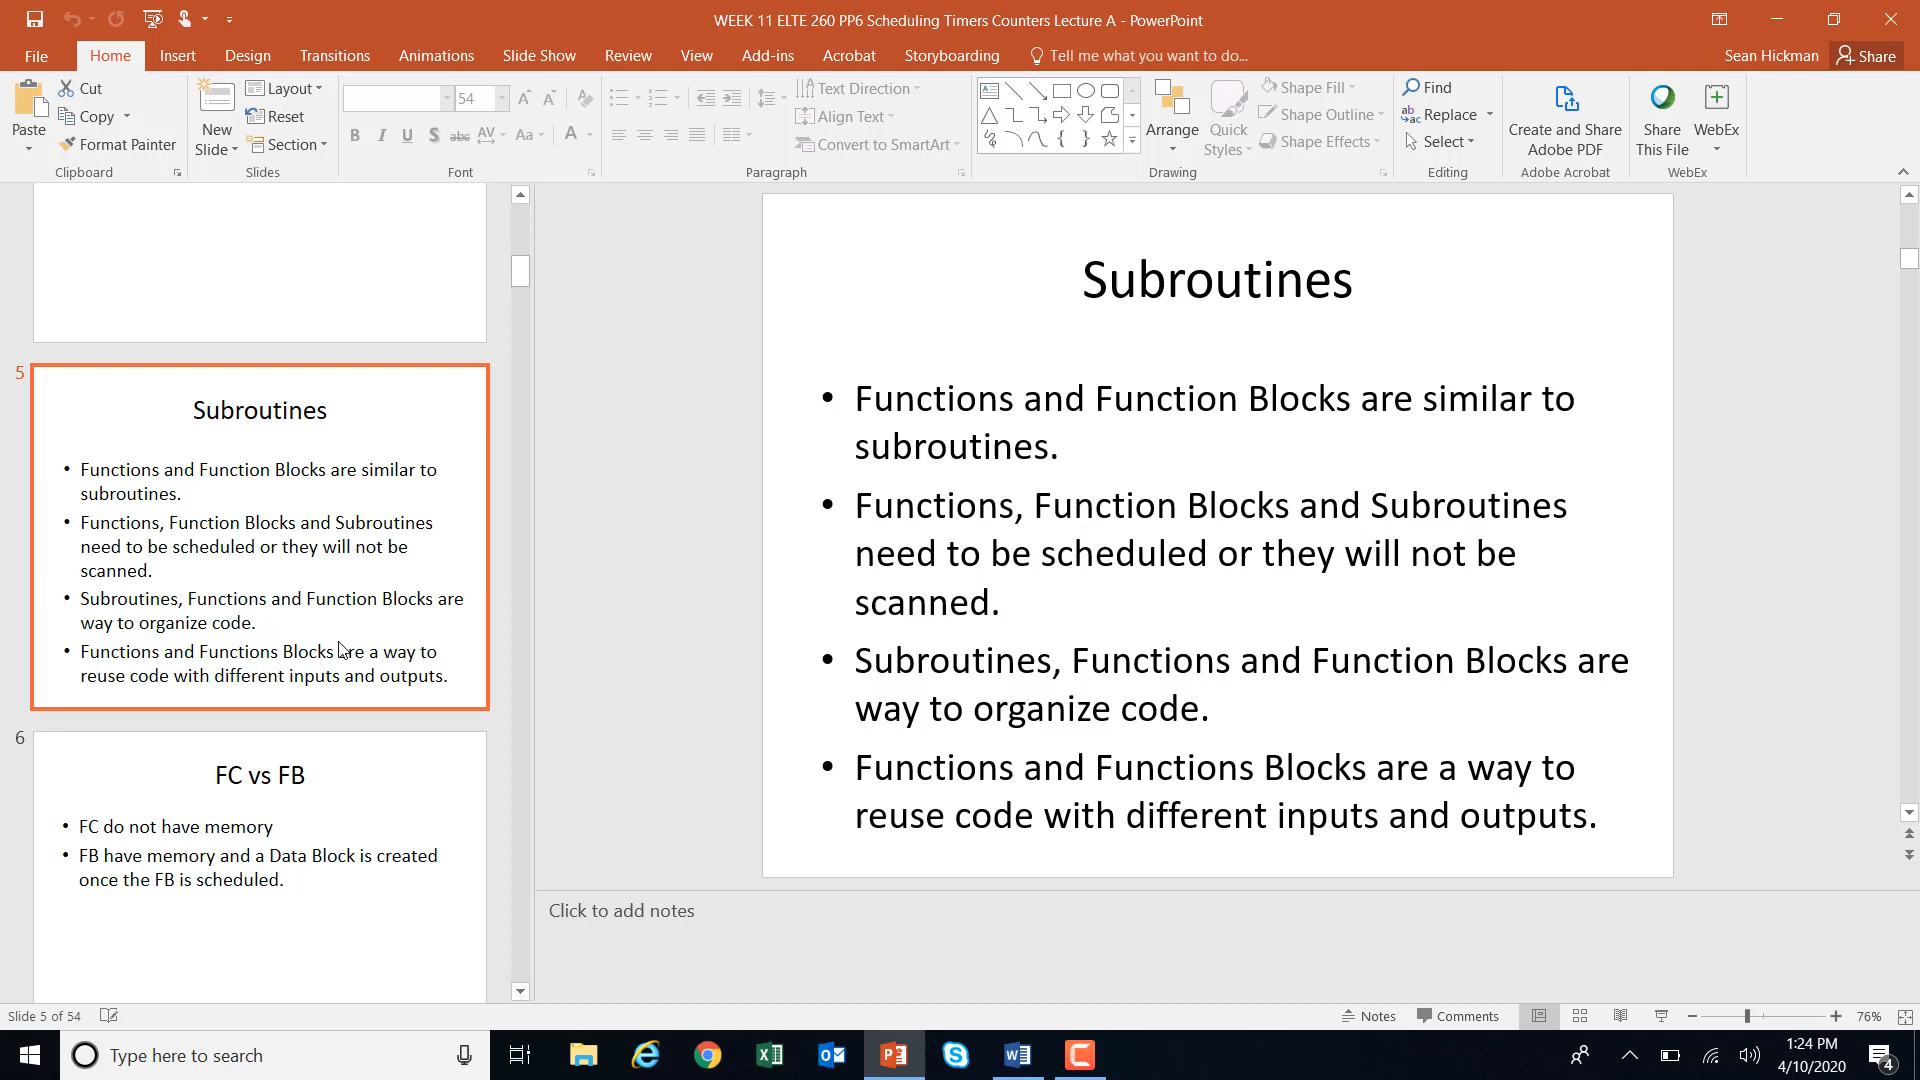 WEEK 11 ELTE 260 PP6 Scheduling Timers Counters Lecture A - PowerPoint
File Home Insert Design Transitions Animations Slide Show Review View Add-ins Acrobat Storyboarding Tell me what you want to do... Sean Hickman Share
Paste
Cut
Copy
Format Painter
Clipboard
New
Slide
Layout
Reset
Section
Slides
54
B I U S abc AV Aa A
Font
Text Direction
Align Text
Convert to SmartArt
Paragraph
Arrange
Quick
Styles
Shape Fill
Shape Outline
Shape Effects
Drawing
Find
Replace
Select
Editing
Create and Share
Adobe PDF
Adobe Acrobat
Share
This File
WebEx
WebEx
5
Subroutines
• Functions and Function Blocks are similar to
subroutines.
• Functions, Function Blocks and Subroutines
need to be scheduled or they will not be
scanned.
• Subroutines, Functions and Function Blocks are
way to organize code.
• Functions and Functions Blocks are a way to
reuse code with different inputs and outputs.
6
FC vs FB
• FC do not have memory
• FB have memory and a Data Block is created
once the FB is scheduled.
Subroutines
• Functions and Function Blocks are similar to
subroutines.
• Functions, Function Blocks and Subroutines
need to be scheduled or they will not be
scanned.
• Subroutines, Functions and Function Blocks are
way to organize code.
• Functions and Functions Blocks are a way to
reuse code with different inputs and outputs.
Click to add notes
Slide 5 of 54
Notes Comments 76%
Type here to search
1:24 PM
4/10/2020
4